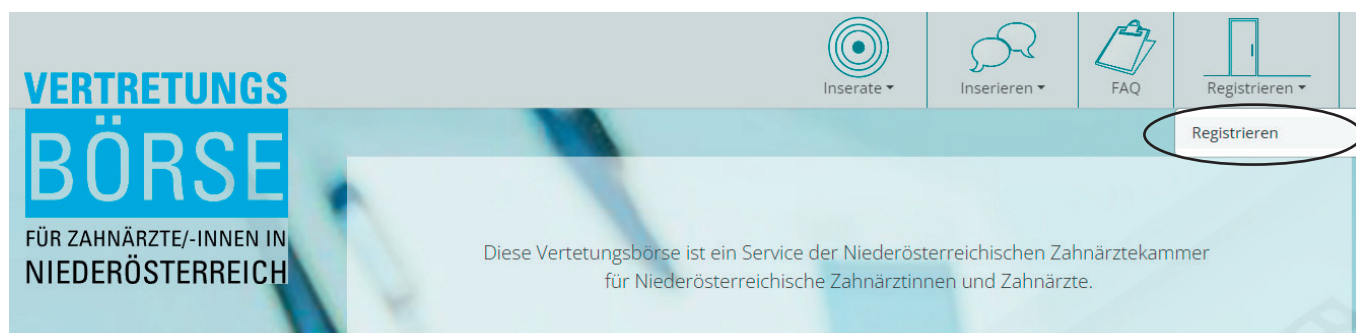 VERTRETUNGS
BÖRSE
FÜR ZAHNÄRZTE/-INNEN IN
NIEDERÖSTERREICH
Inserate
Inserieren
FAQ
Registrieren
Registrieren
Diese Vertetungsbörse ist ein Service der Niederösterreichischen Zahnärztekammer
für Niederösterreichische Zahnärztinnen und Zahnärzte.